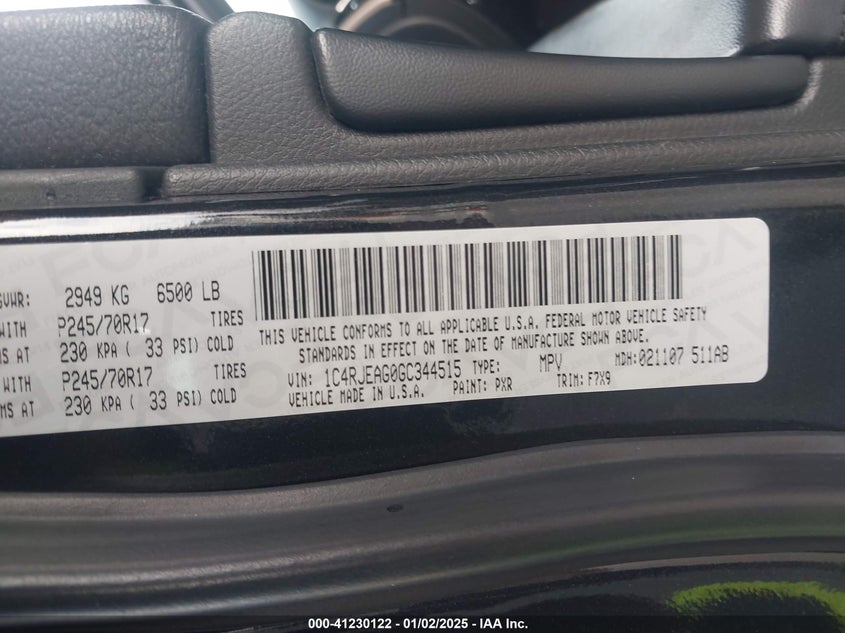 GVWR: 2949 KG 6500 LB
WITH P245/70R17 TIRES
MS AT 230 KPA ( 33 PSI) COLD
WITH P245/70R17 TIRES
MS AT 230 KPA ( 33 PSI) COLD
THIS VEHICLE CONFORMS TO ALL APPLICABLE U.S.A. FEDERAL MOTOR VEHICLE SAFETY
STANDARDS IN EFFECT ON THE DATE OF MANUFACTURE SHOWN ABOVE.
VIN: 1C4RJEAG0GC344515 TYPE: MPV MDH:021107 511AB
VEHICLE MADE IN U.S.A. PAINT: PXR TRIM: F7X9
000-41230122 - 01/02/2025 - IAA Inc.